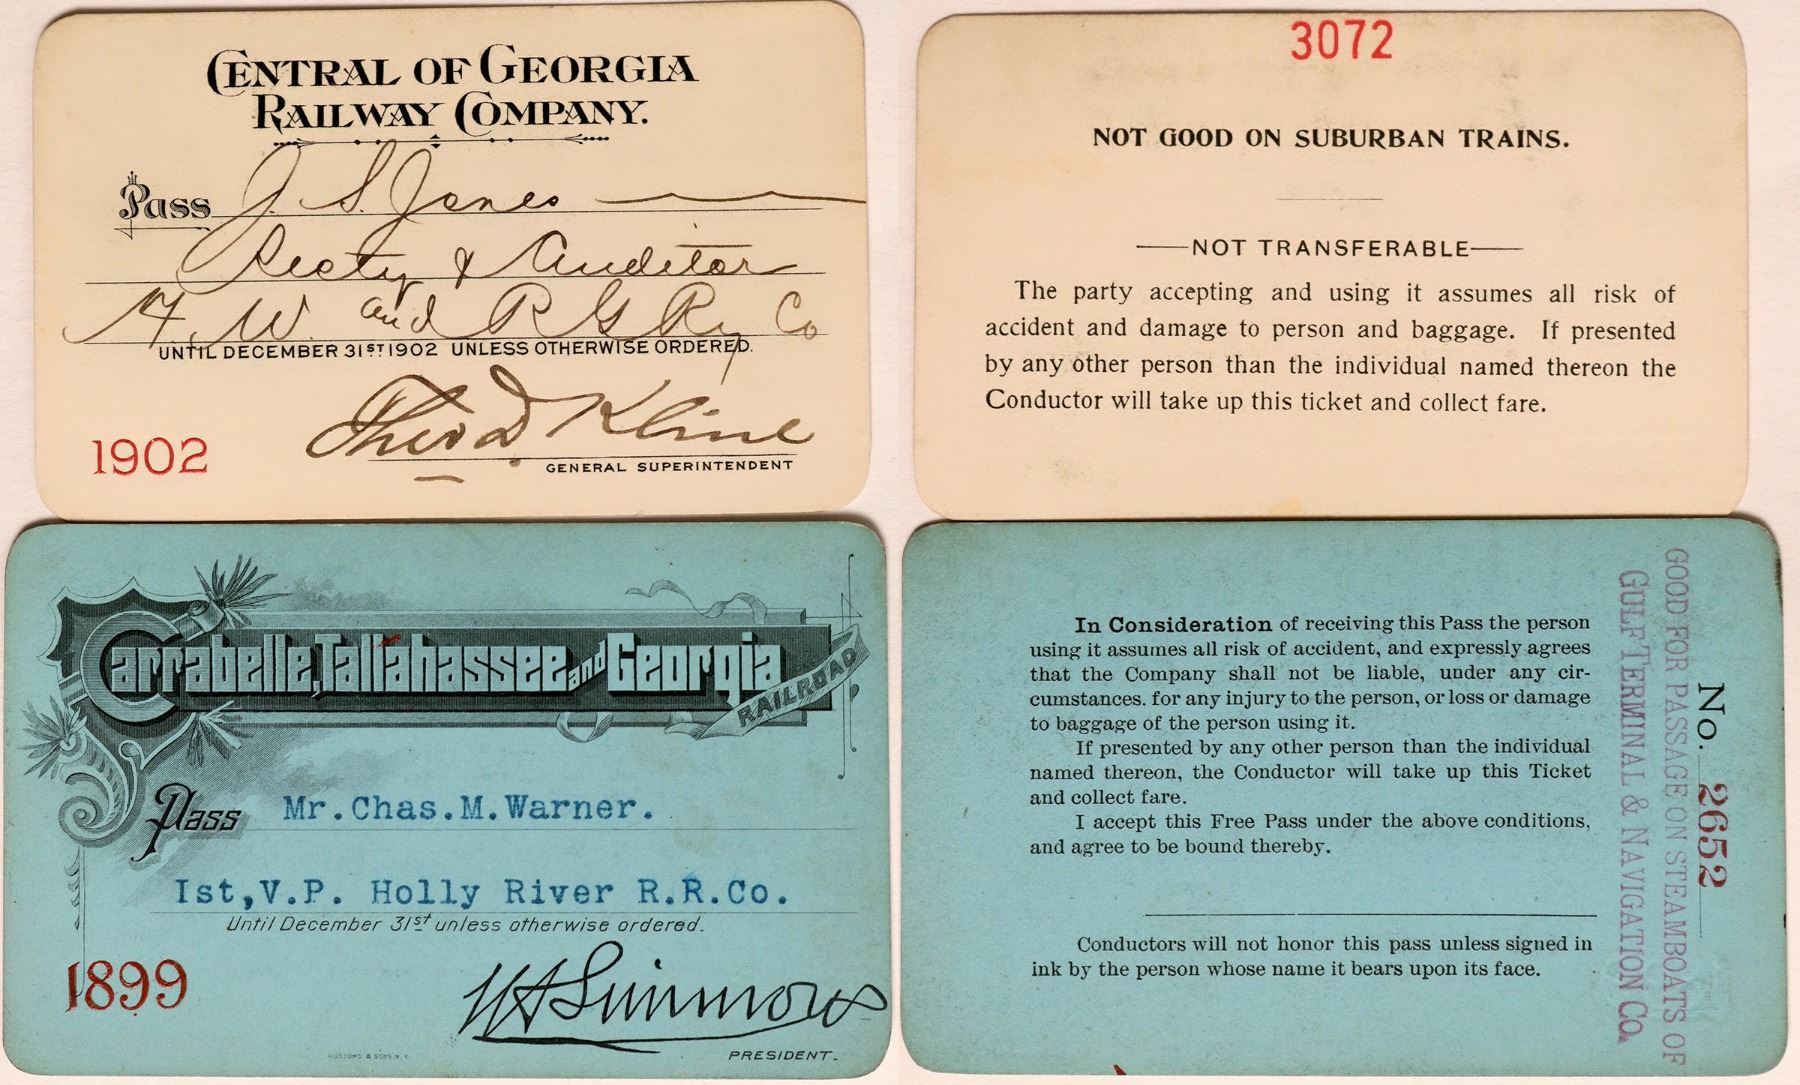 CENTRAL OF GEORGIA
RAILWAY COMPANY.
Pass J. S. Jones
Secty & Auditor
F. W. and R G Ry Co
UNTIL DECEMBER 31ST 1902 UNLESS OTHERWISE ORDERED.
Theo D. Kline
1902
GENERAL SUPERINTENDENT
3072
NOT GOOD ON SUBURBAN TRAINS.
NOT TRANSFERABLE
The party accepting and using it assumes all risk of
accident and damage to person and baggage. If presented
by any other person than the individual named thereon the
Conductor will take up this ticket and collect fare.
Carrabelle, Tallahassee and Georgia
RAILROAD
Pass Mr.Chas.M.Warner.
Ist,V.P. Holly River R.R.Co.
Until December 31st unless otherwise ordered.
1899
W A Simmons
PRESIDENT.
In Consideration of receiving this Pass the person
using it assumes all risk of accident, and expressly agrees
that the Company shall not be liable, under any cir-
cumstances. for any injury to the person, or loss or damage
to baggage of the person using it.
If presented by any other person than the individual
named thereon, the Conductor will take up this Ticket
and collect fare.
I accept this Free Pass under the above conditions,
and agree to be bound thereby.
Conductors will not honor this pass unless signed in
ink by the person whose name it bears upon its face.
No. 2652
GOOD FOR PASSAGE ON STEAMBOATS OF
GULF TERMINAL & NAVIGATION CO.